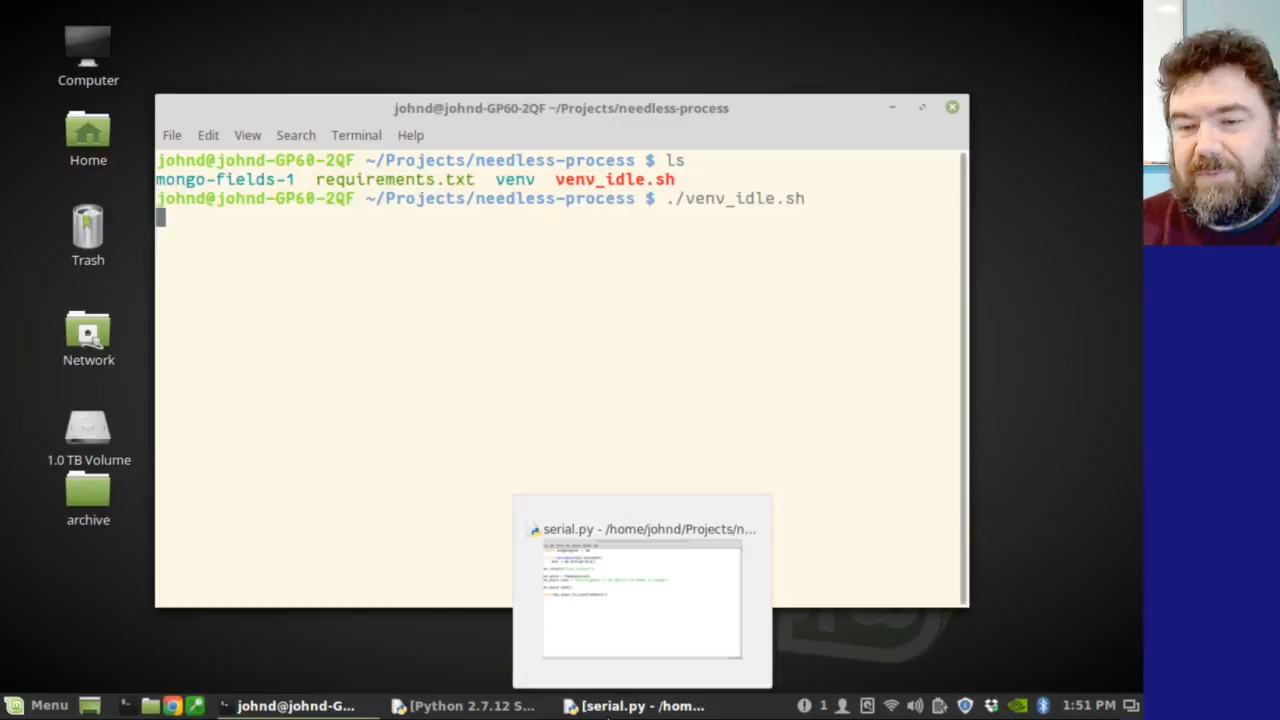 Computer
Home
Trash
Network
1.0 TB Volume
archive
johnd@johnd-GP60-2QF ~/Projects/needless-process
File Edit View Search Terminal Help
johnd@johnd-GP60-2QF ~/Projects/needless-process $ ls
mongo-fields-1 requirements.txt venv venv_idle.sh
johnd@johnd-GP60-2QF ~/Projects/needless-process $ ./venv_idle.sh
serial.py - /home/johnd/Projects/n...
Menu johnd@johnd-G... [Python 2.7.12 S... [serial.py - /hom... 1 1:51 PM